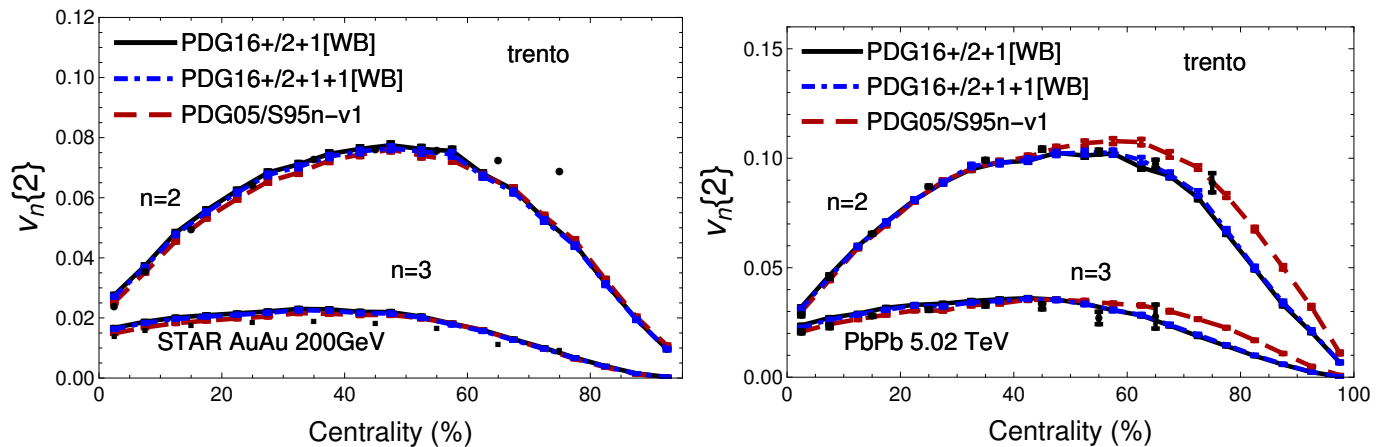 0.12
0.10
0.08
0.06
0.04
0.02
0.00
0
20
40
60
80
vn{2}
Centrality (%)
PDG16+/2+1[WB]
PDG16+/2+1+1[WB]
PDG05/S95n-v1
trento
n=2
n=3
STAR AuAu 200GeV
0.15
0.10
0.05
0.00
0
20
40
60
80
100
vn{2}
Centrality (%)
PDG16+/2+1[WB]
PDG16+/2+1+1[WB]
PDG05/S95n-v1
trento
n=2
n=3
PbPb 5.02 TeV